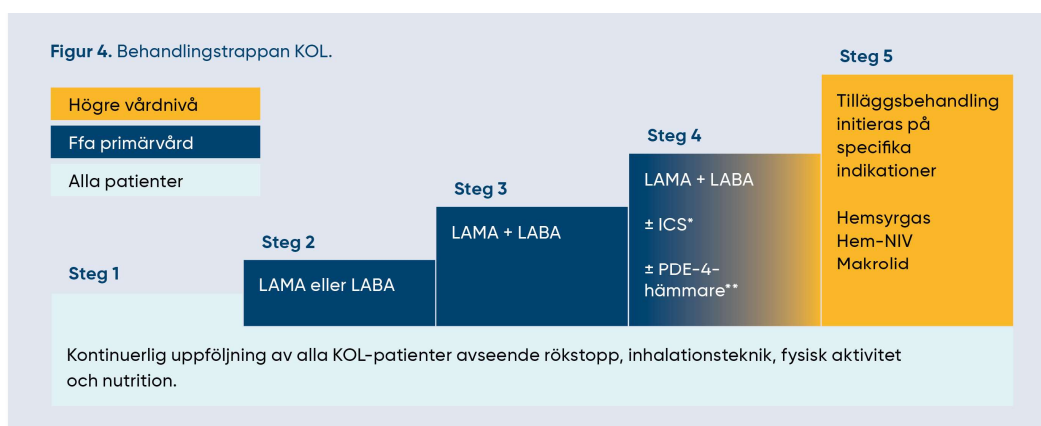 Figur 4. Behandlingstrappan KOL.
Högre vårdnivå
Ffa primärvård
Alla patienter
Steg 1
Steg 2
LAMA eller LABA
Steg 3
LAMA + LABA
Steg 4
LAMA + LABA
± ICS*
± PDE-4-
hämmare**
Steg 5
Tilläggsbehandling
initieras på
specifika
indikationer
Hemsyrgas
Hem-NIV
Makrolid
Kontinuerlig uppföljning av alla KOL-patienter avseende rökstopp, inhalationsteknik, fysisk aktivitet
och nutrition.